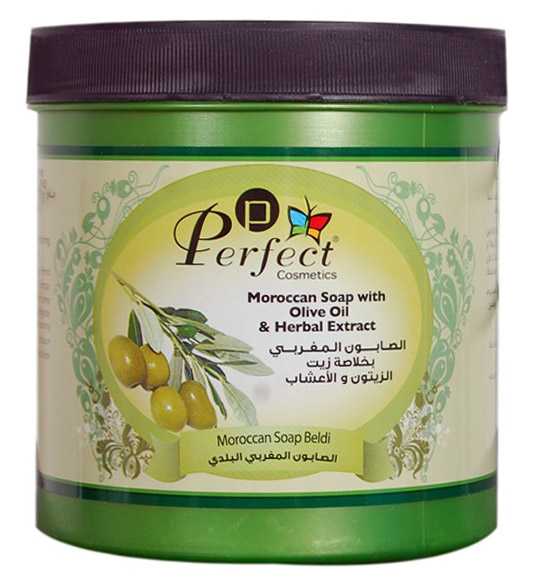 Perfect
Cosmetics
Moroccan Soap with
Olive Oil
& Herbal Extract
الصابون المغربي
بخلاصة زيت
الزيتون و الأعشاب
Moroccan Soap Beldi
الصابون المغربي البلدي